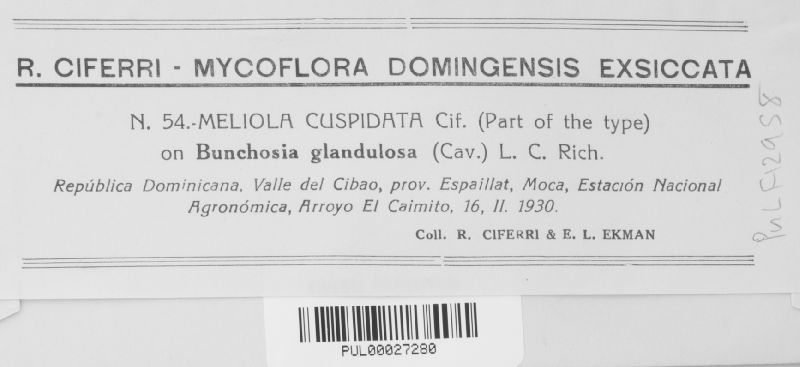 R. CIFERRI - MYCOFLORA DOMINGENSIS EXSICCATA
N. 54.-MELIOLA CUSPIDATA Cif. (Part of the type)
on Bunchosia glandulosa (Cav.) L. C. Rich.
República Dominicana, Valle del Cibao, prov. Espaillat, Moca, Estación Nacional
Agronómica, Arroyo El Caimito, 16, II. 1930.
Coll. R. CIFERRI & E. L. EKMAN
PUL F12958
PUL00027280